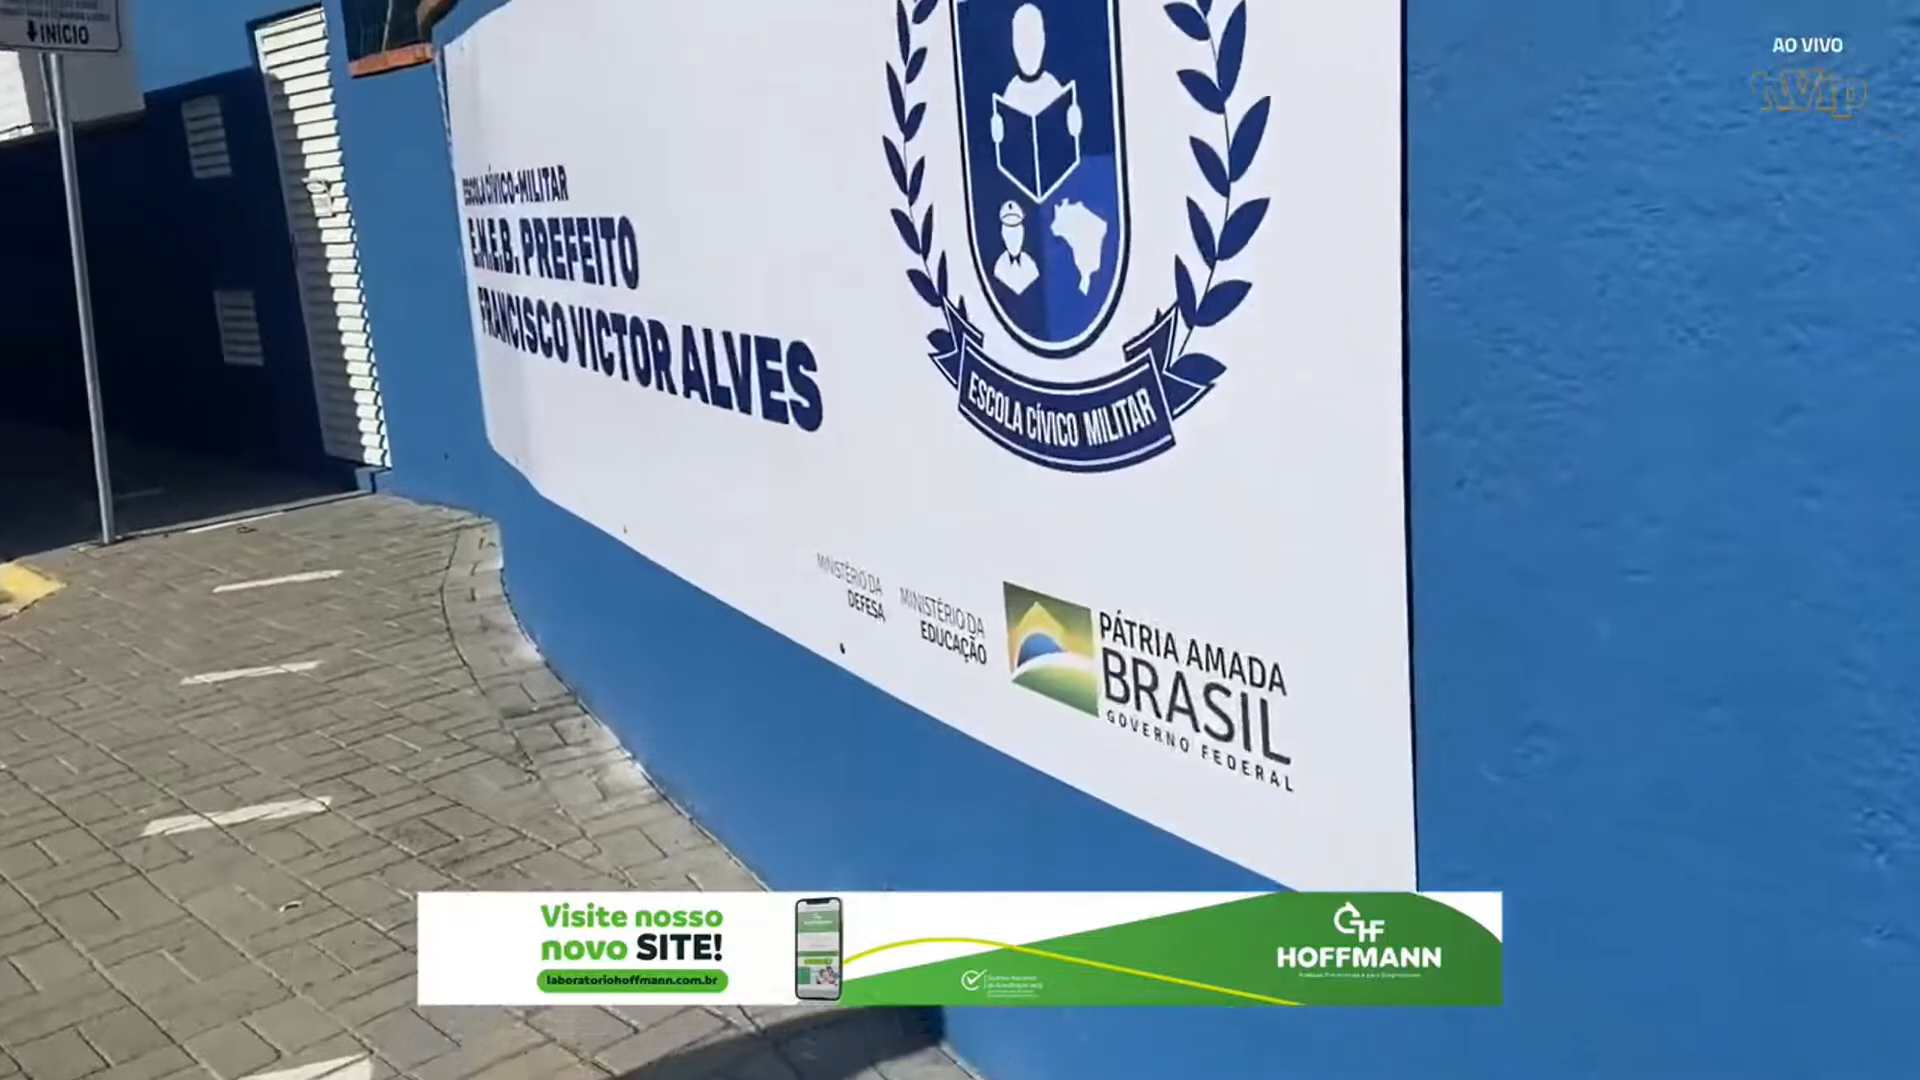 INÍCIO
AO VIVO
tvip
ESCOLA CÍVICO-MILITAR
E.M.E.B. PREFEITO
FRANCISCO VICTOR ALVES
ESCOLA CÍVICO MILITAR
MINISTÉRIO DA
DEFESA
MINISTÉRIO DA
EDUCAÇÃO
PÁTRIA AMADA
BRASIL
GOVERNO FEDERAL
Visite nosso
novo SITE!
laboratoriohoffmann.com.br
HOFFMANN